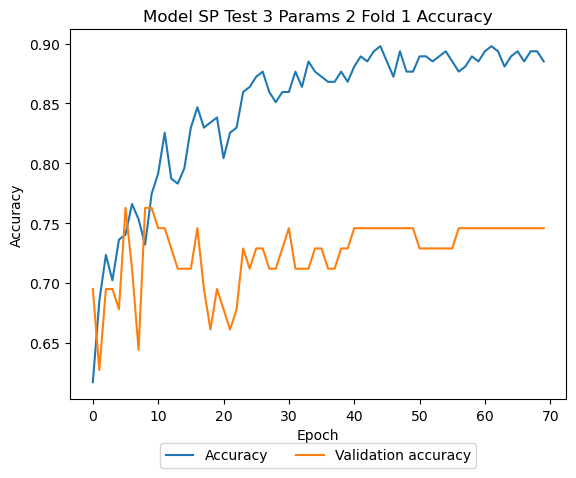 Model SP Test 3 Params 2 Fold 1 Accuracy
0.90
0.85
0.80
0.75
0.70
0.65
Accuracy
0 10 20 30 40 50 60 70
Epoch
Accuracy Validation accuracy